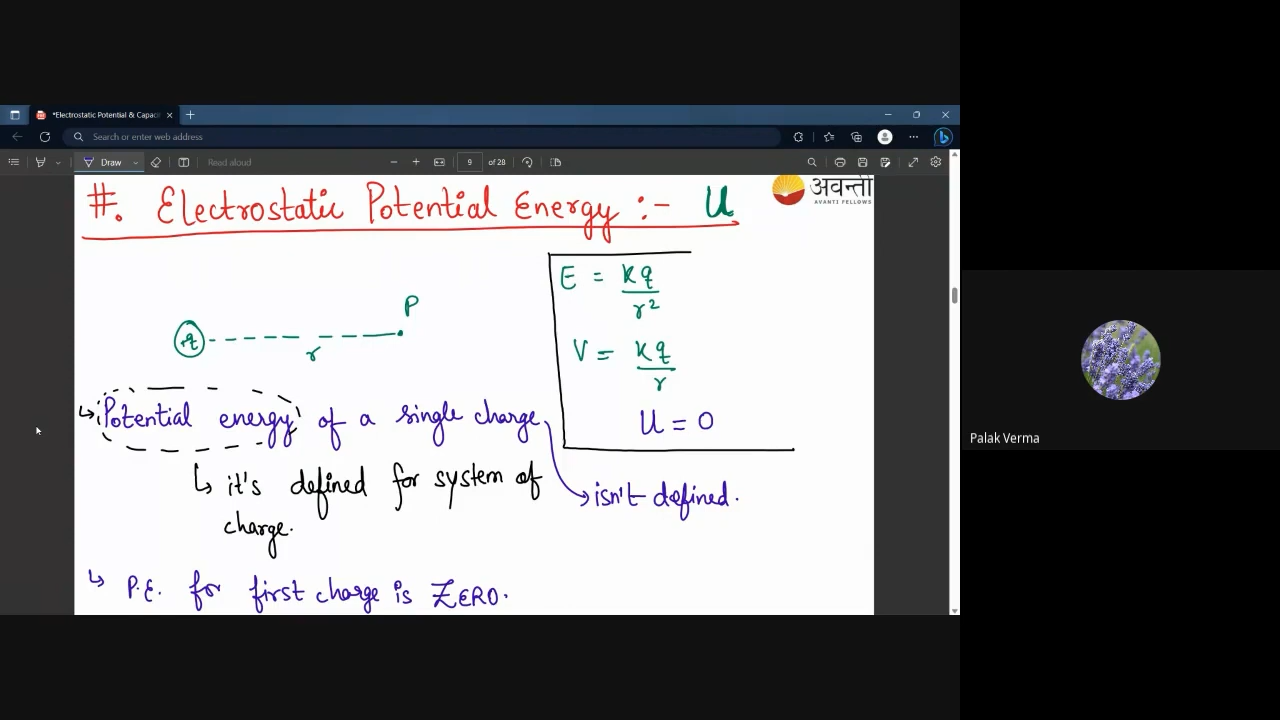 *Electrostatic Potential & Capaci
Search or enter web address
Draw
Read aloud
9 of 28
#. Electrostatic Potential Energy :- U
अवन्ती
AVANTI FELLOWS
E = kq/r²
P
q
r
V = kq/r
U = 0
Potential energy of a single charge
isn't defined.
it's defined for system of
charge.
P.E. for first charge is ZERO.
Palak Verma